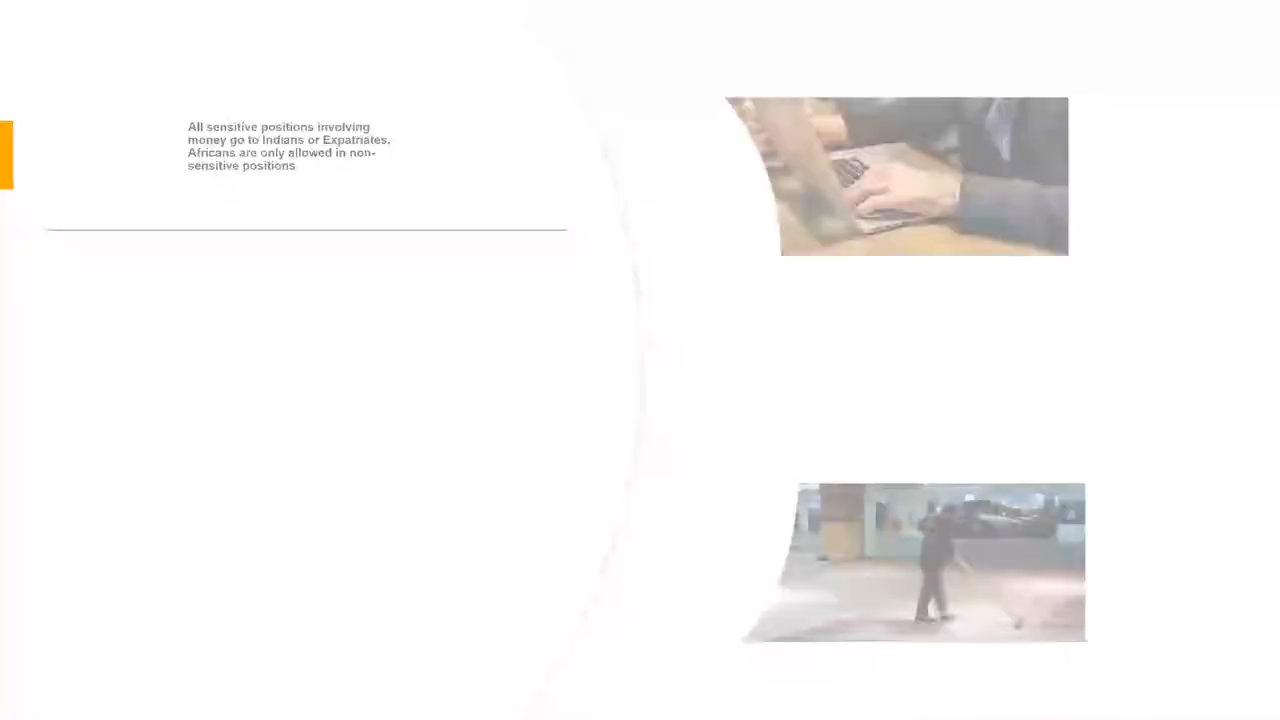 All sensitive positions involving
money go to Indians or Expatriates.
Africans are only allowed in non-
sensitive positions